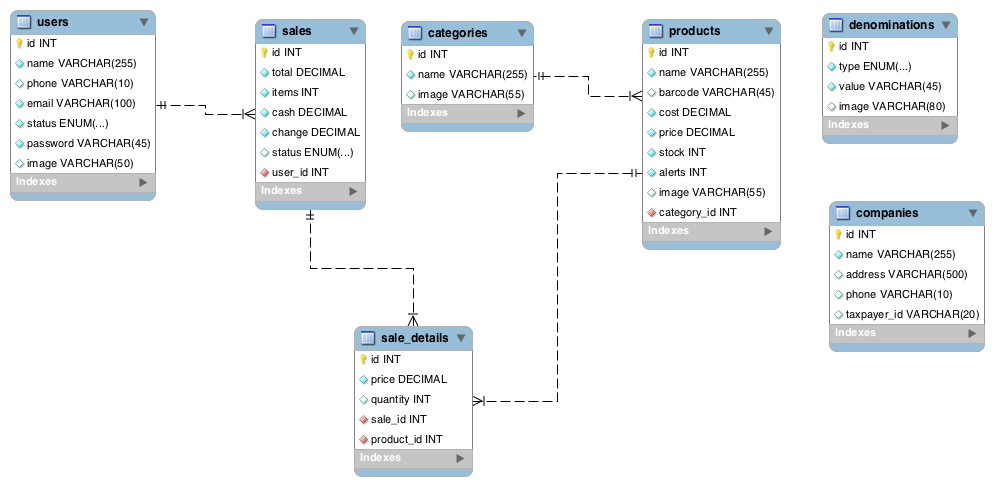 users
id INT
name VARCHAR(255)
phone VARCHAR(10)
email VARCHAR(100)
status ENUM(...)
password VARCHAR(45)
image VARCHAR(50)
Indexes
sales
id INT
total DECIMAL
items INT
cash DECIMAL
change DECIMAL
status ENUM(...)
user_id INT
Indexes
categories
id INT
name VARCHAR(255)
image VARCHAR(55)
Indexes
products
id INT
name VARCHAR(255)
barcode VARCHAR(45)
cost DECIMAL
price DECIMAL
stock INT
alerts INT
image VARCHAR(55)
category_id INT
Indexes
denominations
id INT
type ENUM(...)
value VARCHAR(45)
image VARCHAR(80)
Indexes
companies
id INT
name VARCHAR(255)
address VARCHAR(500)
phone VARCHAR(10)
taxpayer_id VARCHAR(20)
Indexes
sale_details
id INT
price DECIMAL
quantity INT
sale_id INT
product_id INT
Indexes